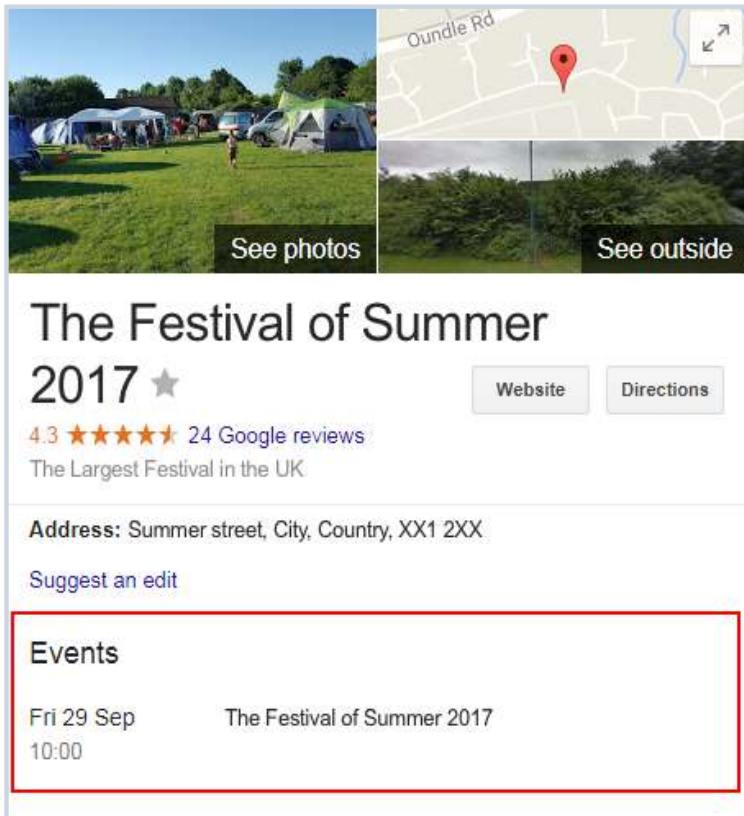 Oundle Rd
See photos
See outside
The Festival of Summer
2017
Website
Directions
4.3
24 Google reviews
The Largest Festival in the UK
Address: Summer street, City, Country, XX1 2XX
Suggest an edit
Events
Fri 29 Sep The Festival of Summer 2017
10:00